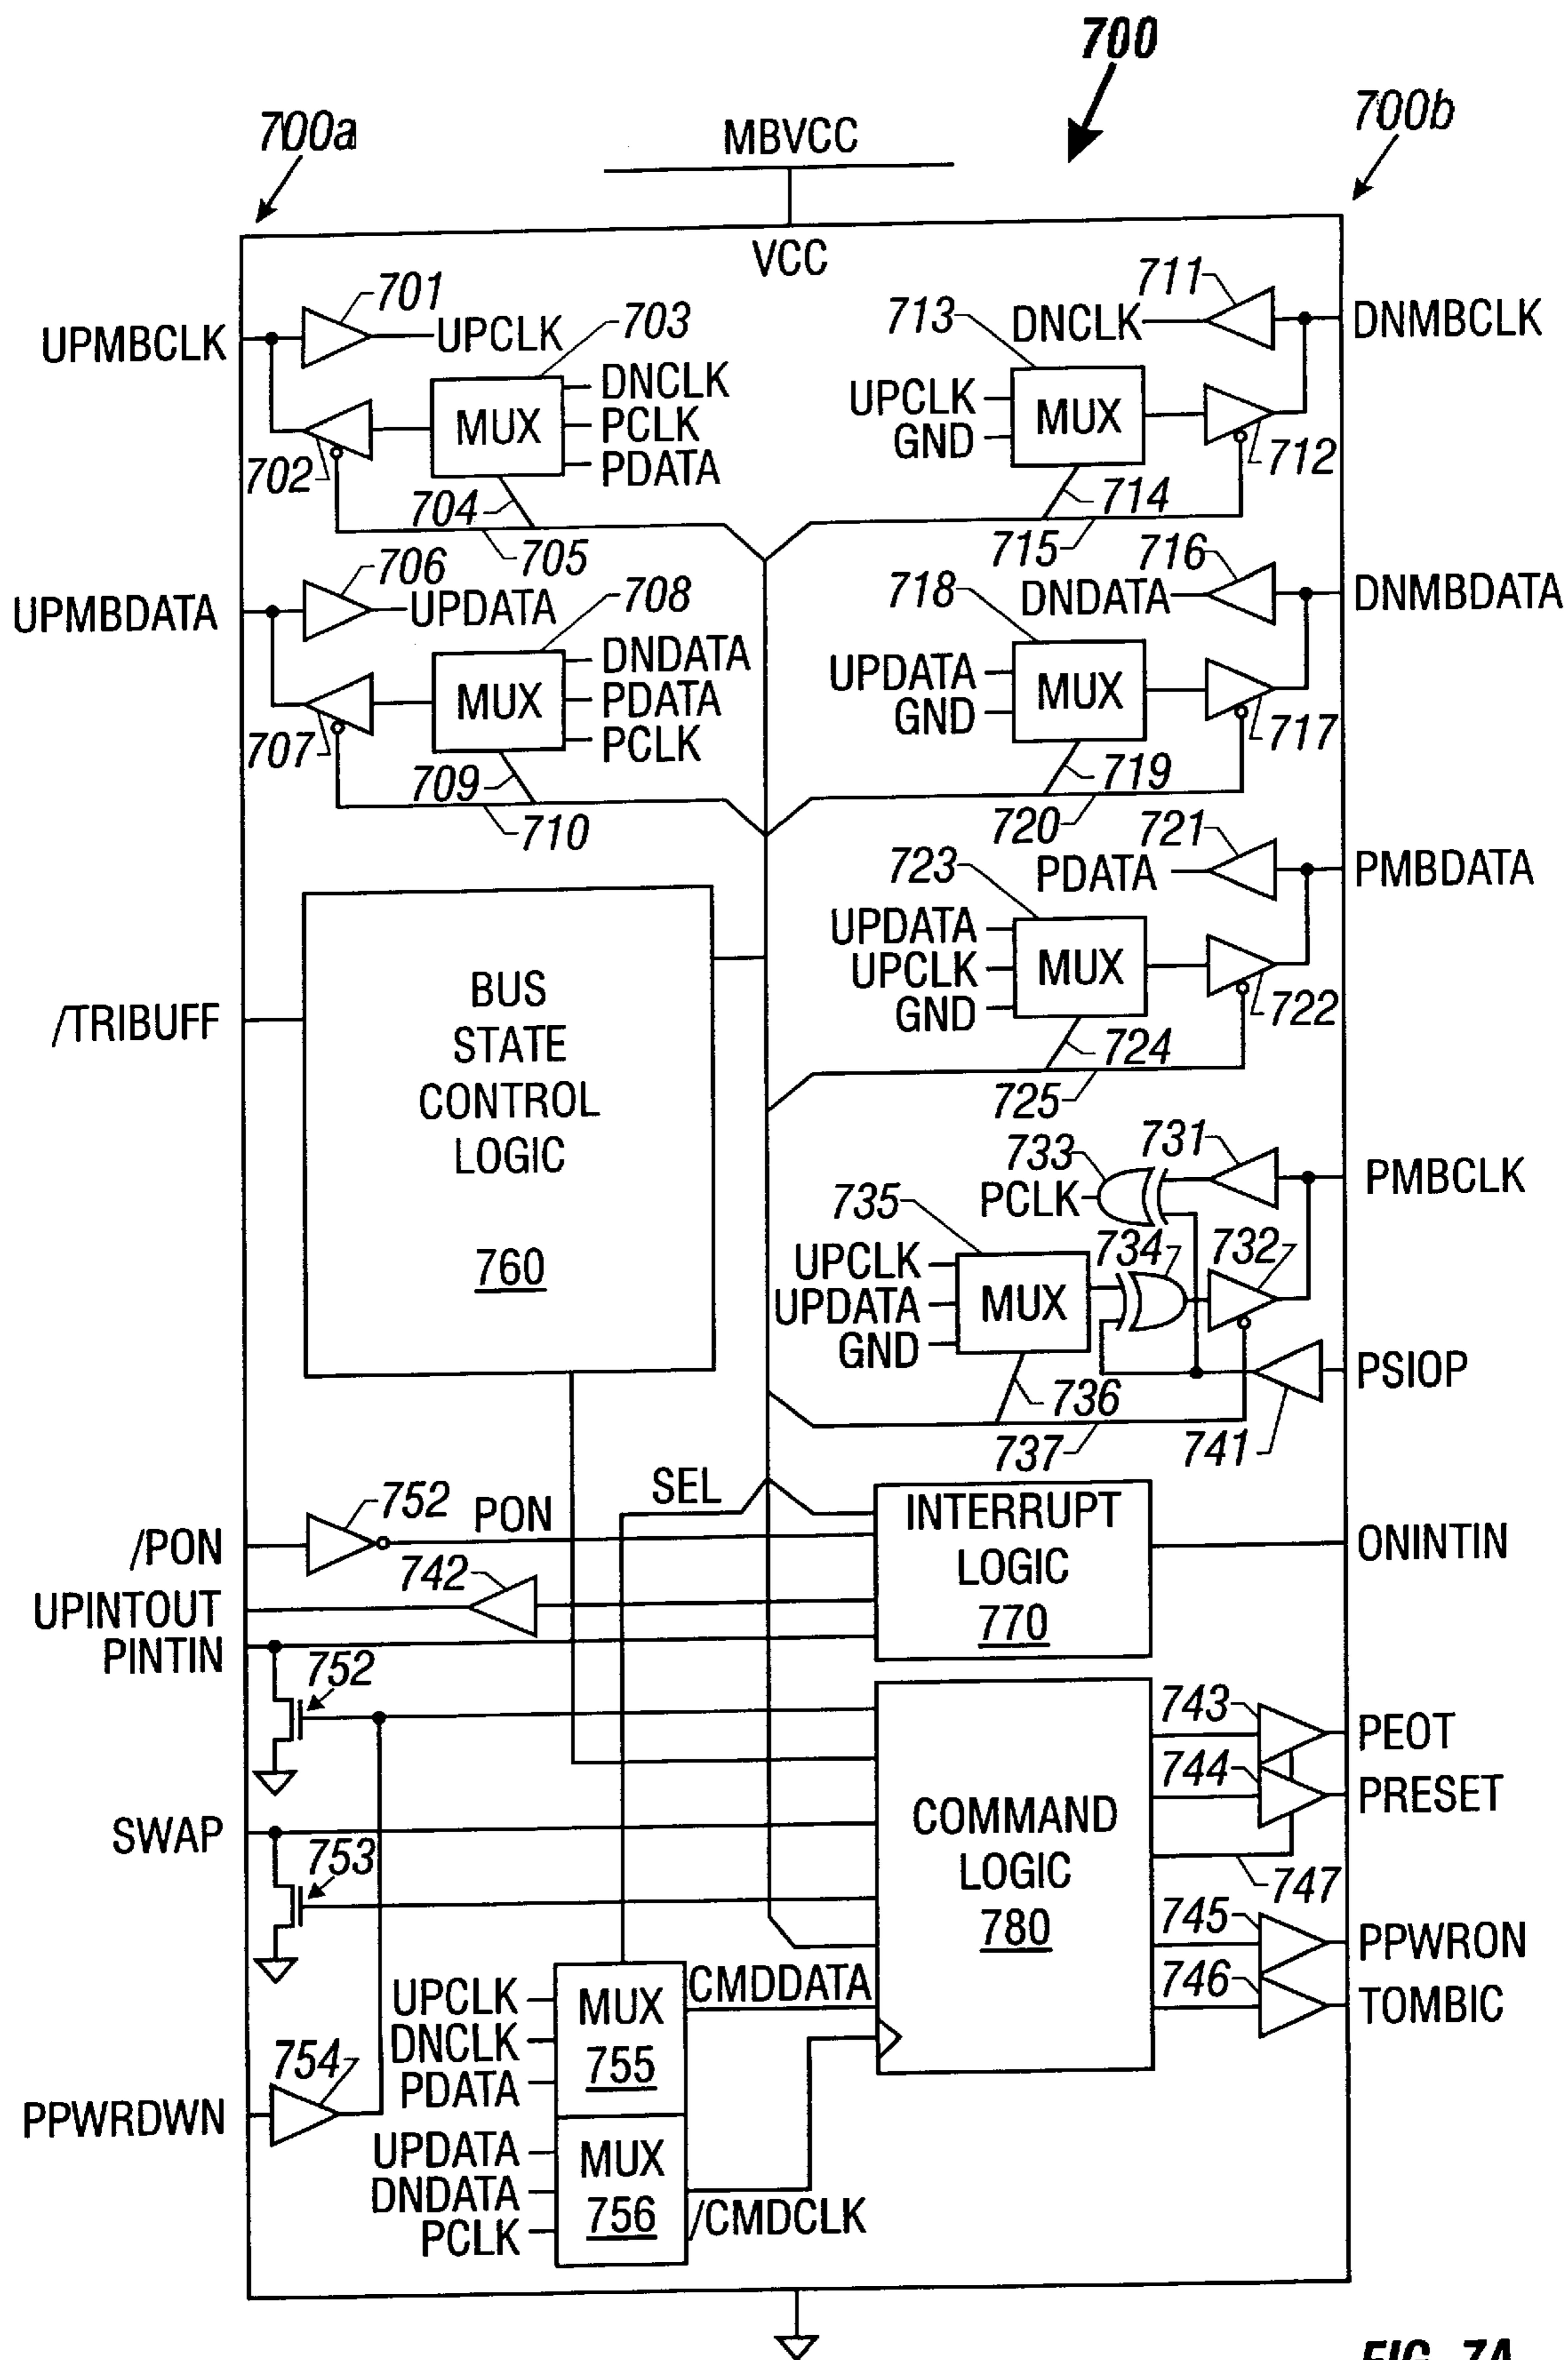 700
700a
700b
MBVCC
VCC
UPMBCLK
701
UPCLK
703
DNCLK
PCLK
PDATA
MUX
702
704
705
713
DNCLK
711
DNMBCLK
UPCLK
GND
MUX
712
714
715
UPMBDATA
706
UPDATA
708
DNDATA
PDATA
PCLK
MUX
707
709
710
718
DNDATA
716
DNMBDATA
UPDATA
GND
MUX
717
719
720
/TRIBUFF
BUS
STATE
CONTROL
LOGIC
760
723
PDATA
721
PMBDATA
UPDATA
UPCLK
GND
MUX
722
724
725
733
731
PCLK
PMBCLK
735
734
732
UPCLK
UPDATA
GND
MUX
PSIOP
736
737
741
/PON
752
PON
SEL
INTERRUPT
LOGIC
770
ONINTIN
742
UPINTOUT
PINTIN
752
SWAP
753
COMMAND
LOGIC
780
743
PEOT
744
PRESET
747
745
PPWRON
746
TOMBIC
PPWRDWN
754
UPCLK
DNCLK
PDATA
MUX
755
CMDDATA
UPDATA
DNDATA
PCLK
MUX
756
/CMDCLK
FIG. 7A